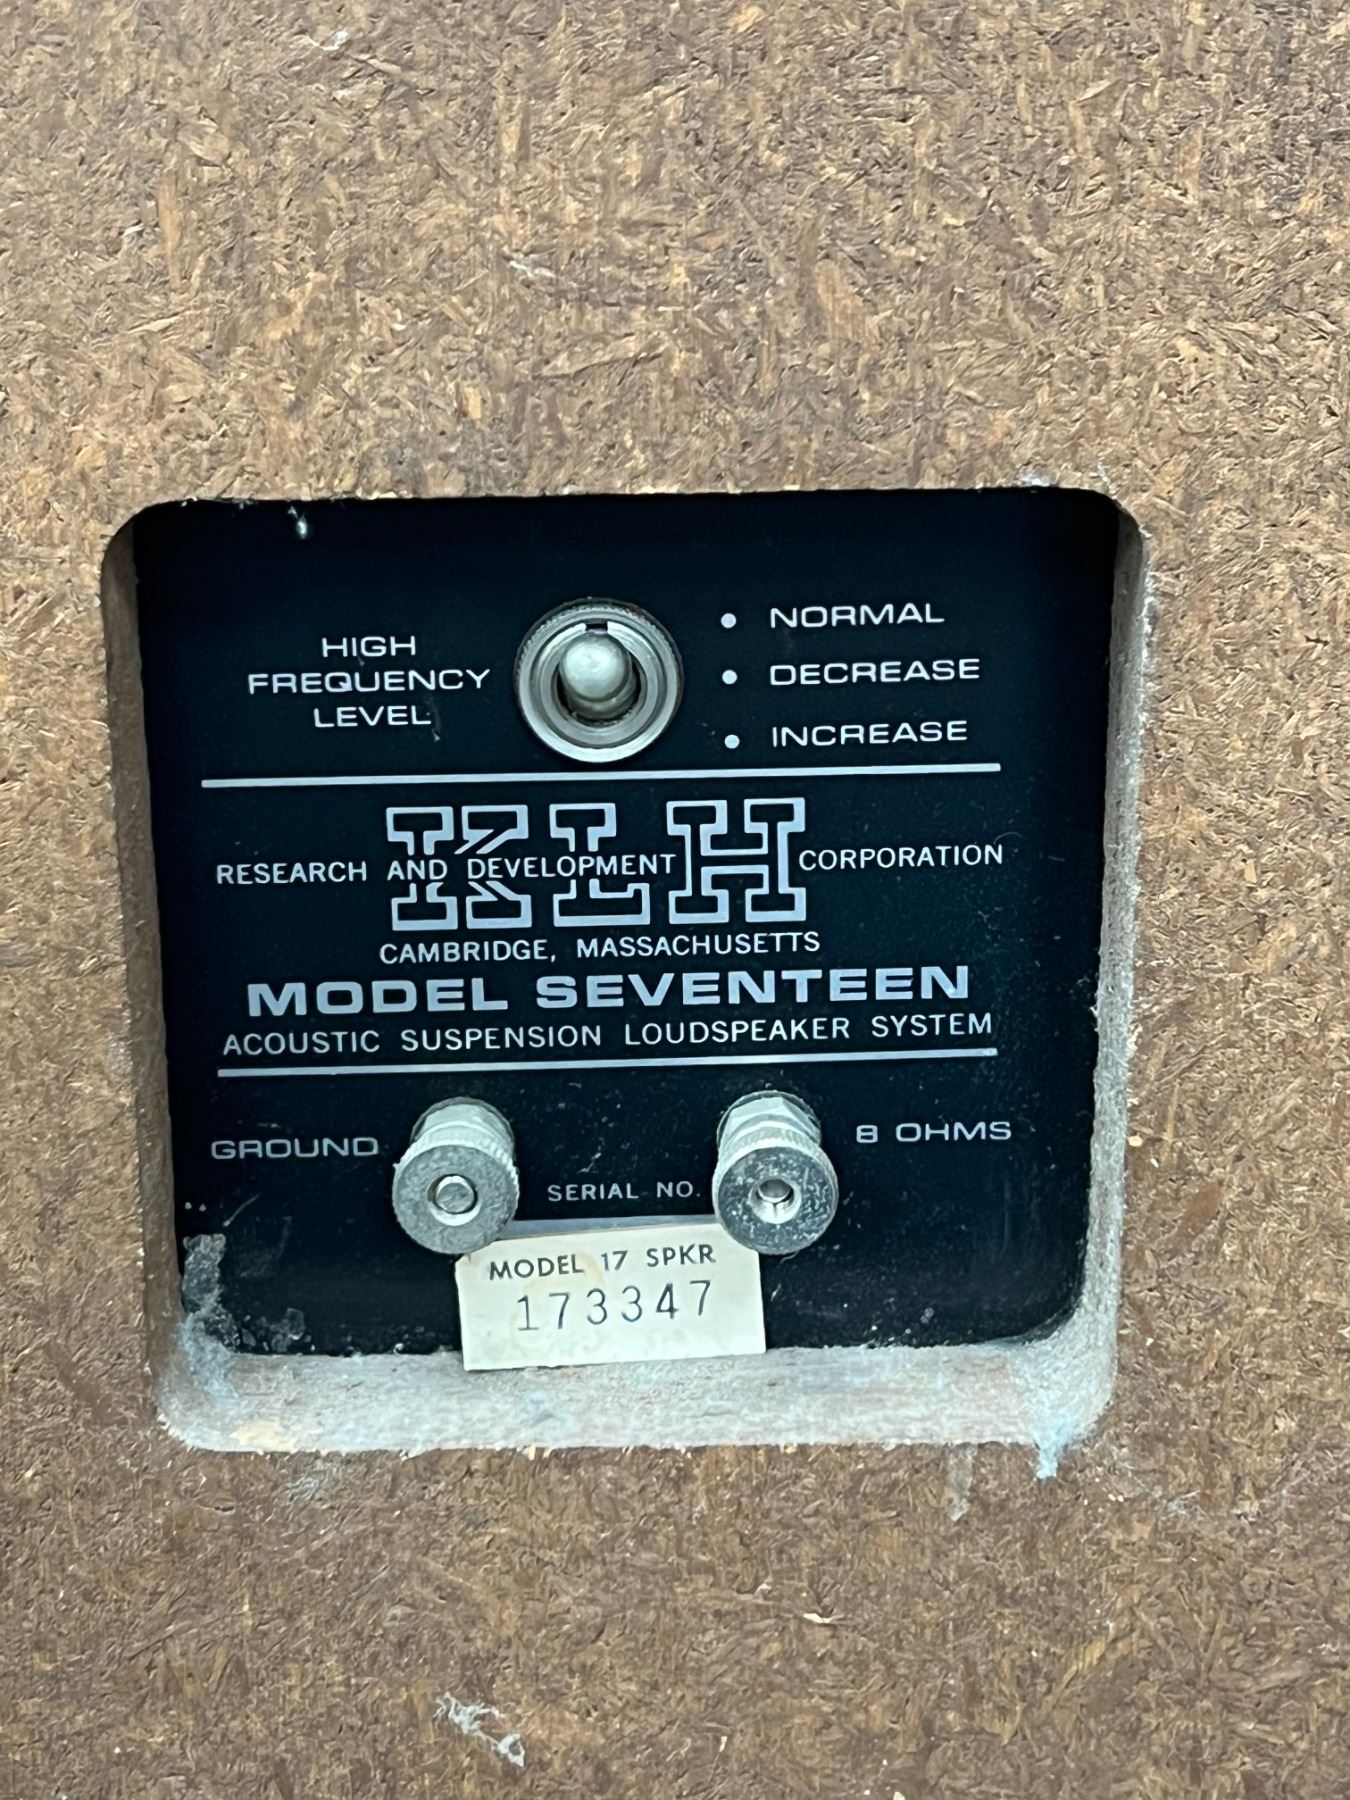 HIGH
FREQUENCY
LEVEL
• NORMAL
• DECREASE
• INCREASE
KLH
RESEARCH AND DEVELOPMENT CORPORATION
CAMBRIDGE, MASSACHUSETTS
MODEL SEVENTEEN
ACOUSTIC SUSPENSION LOUDSPEAKER SYSTEM
GROUND
8 OHMS
SERIAL NO.
MODEL 17 SPKR
173347